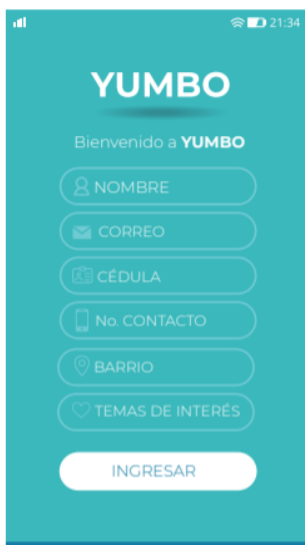 21:34
YUMBO
Bienvenido a YUMBO
NOMBRE
CORREO
CÉDULA
No. CONTACTO
BARRIO
TEMAS DE INTERÉS
INGRESAR